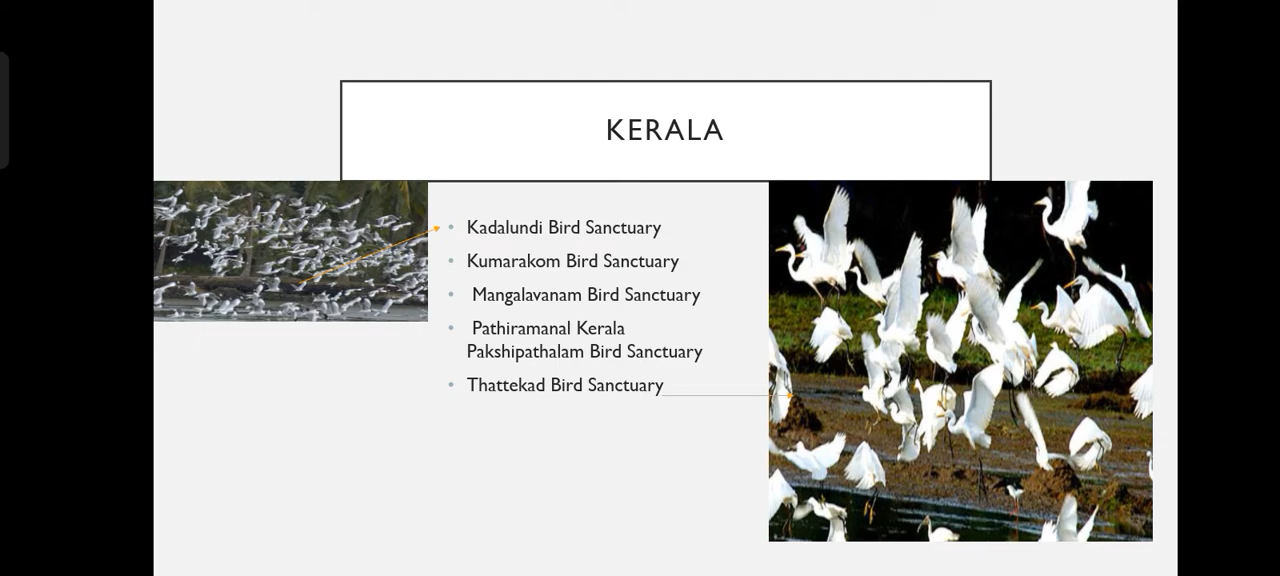 KERALA
Kadalundi Bird Sanctuary
Kumarakom Bird Sanctuary
Mangalavanam Bird Sanctuary
Pathiramanal Kerala
Pakshipathalam Bird Sanctuary
Thattekad Bird Sanctuary